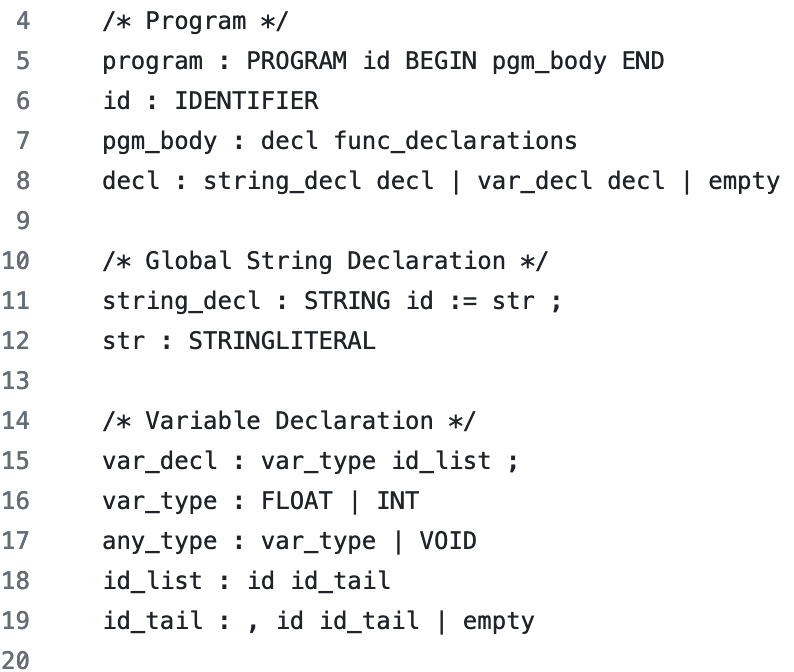 4 /* Program */
5 program : PROGRAM id BEGIN pgm_body END
6 id : IDENTIFIER
7 pgm_body : decl func_declarations
8 decl : string_decl decl | var_decl decl | empty
9
10 /* Global String Declaration */
11 string_decl : STRING id := str ;
12 str : STRINGLITERAL
13
14 /* Variable Declaration */
15 var_decl : var_type id_list ;
16 var_type : FLOAT | INT
17 any_type : var_type | VOID
18 id_list : id id_tail
19 id_tail : , id id_tail | empty
20